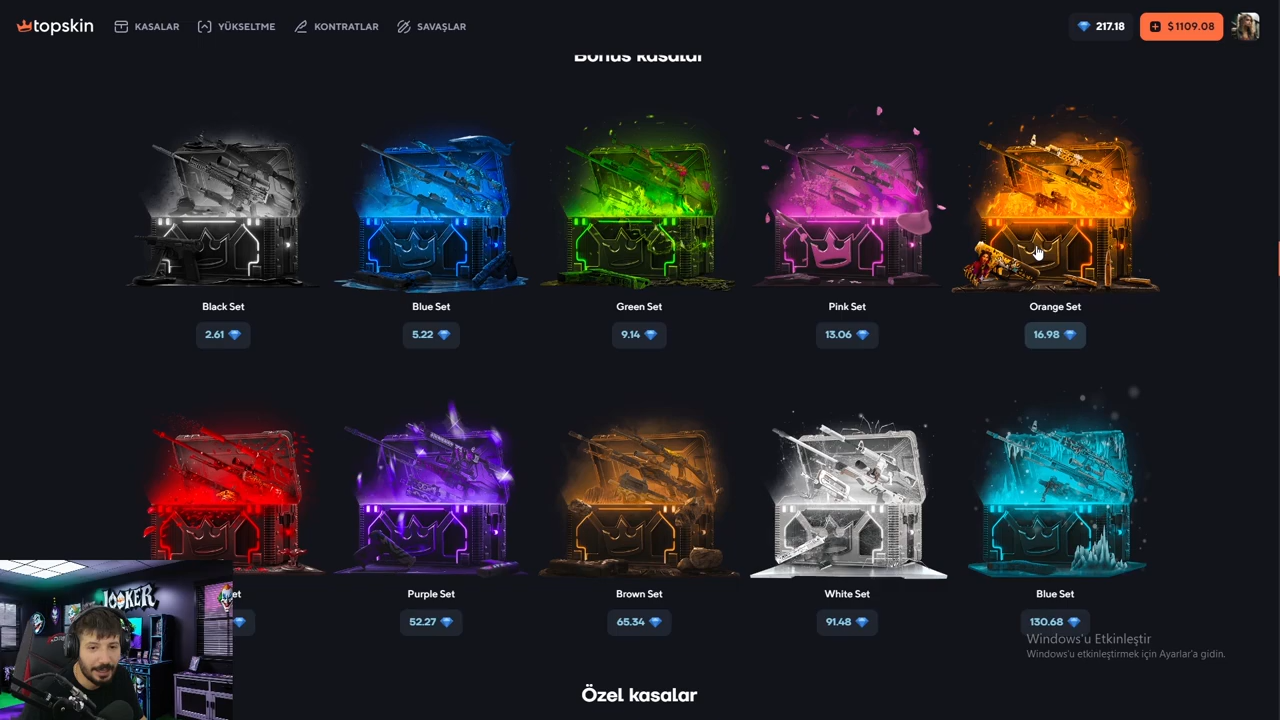 topskin
KASALAR
YÜKSELTME
KONTRATLAR
SAVAŞLAR
217.18
$ 1109.08
Bonus kasalar
Black Set
Blue Set
Green Set
Pink Set
Orange Set
2.61
5.22
9.14
13.06
16.98
Purple Set
Brown Set
White Set
Blue Set
52.27
65.34
91.48
130.68
Windows'u Etkinleştir
Windows'u etkinleştirmek için Ayarlar'a gidin.
Özel kasalar